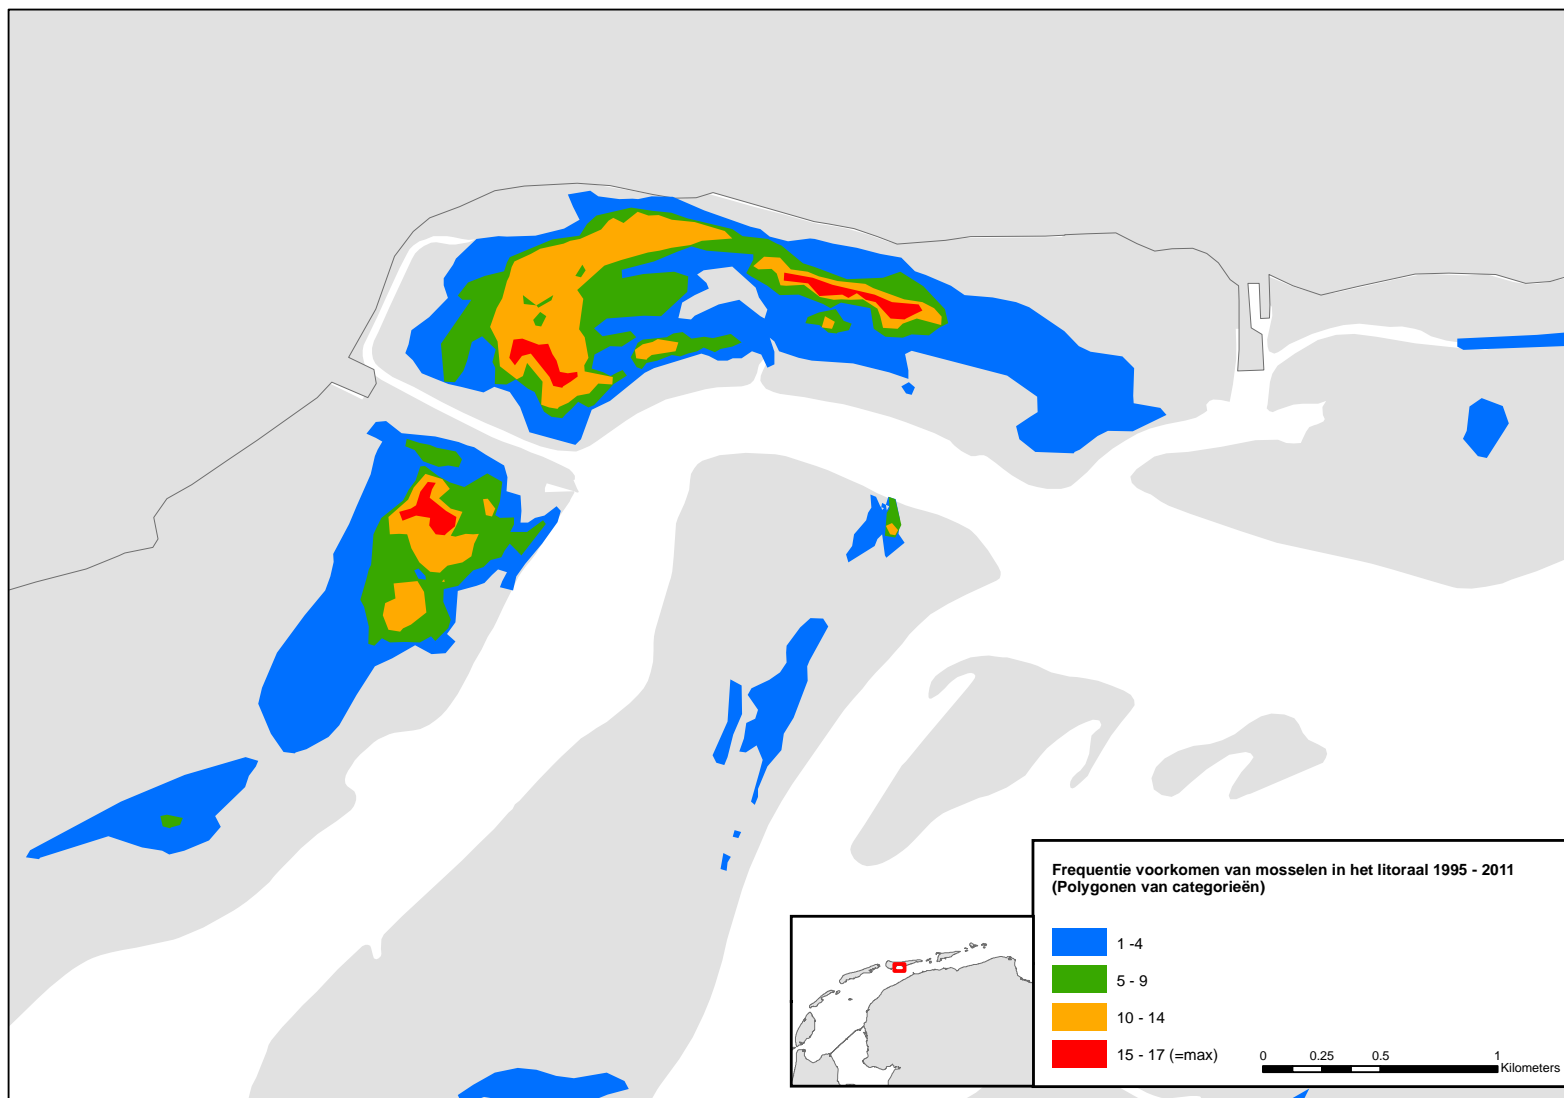 Frequentie voorkomen van mosselen in het litoraal 1995 - 2011
(Polygonen van categorieën)
1 -4
5 - 9
10 - 14
15 - 17 (=max)
0 0.25 0.5 1
Kilometers